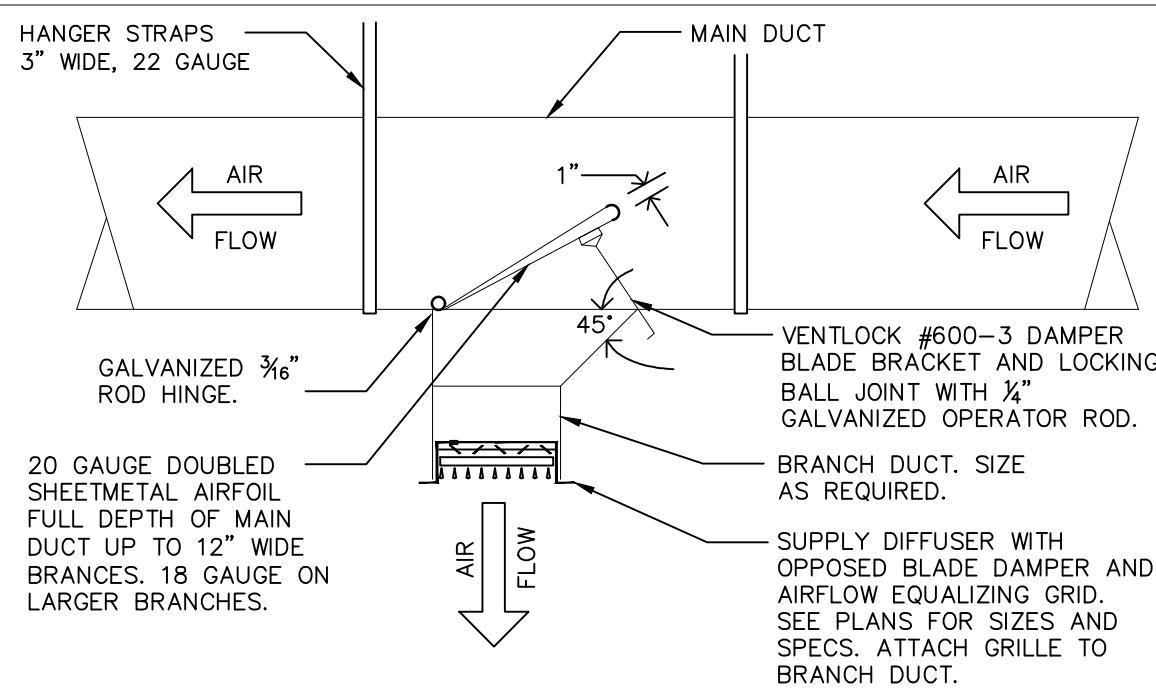 HANGER STRAPS
3" WIDE, 22 GAUGE
MAIN DUCT
AIR
FLOW
1"
AIR
FLOW
45°
GALVANIZED 3⁄16"
ROD HINGE.
VENTLOCK #600-3 DAMPER
BLADE BRACKET AND LOCKING
BALL JOINT WITH 1⁄4"
GALVANIZED OPERATOR ROD.
20 GAUGE DOUBLED
SHEETMETAL AIRFOIL
FULL DEPTH OF MAIN
DUCT UP TO 12" WIDE
BRANCES. 18 GAUGE ON
LARGER BRANCHES.
BRANCH DUCT. SIZE
AS REQUIRED.
AIR
FLOW
SUPPLY DIFFUSER WITH
OPPOSED BLADE DAMPER AND
AIRFLOW EQUALIZING GRID.
SEE PLANS FOR SIZES AND
SPECS. ATTACH GRILLE TO
BRANCH DUCT.